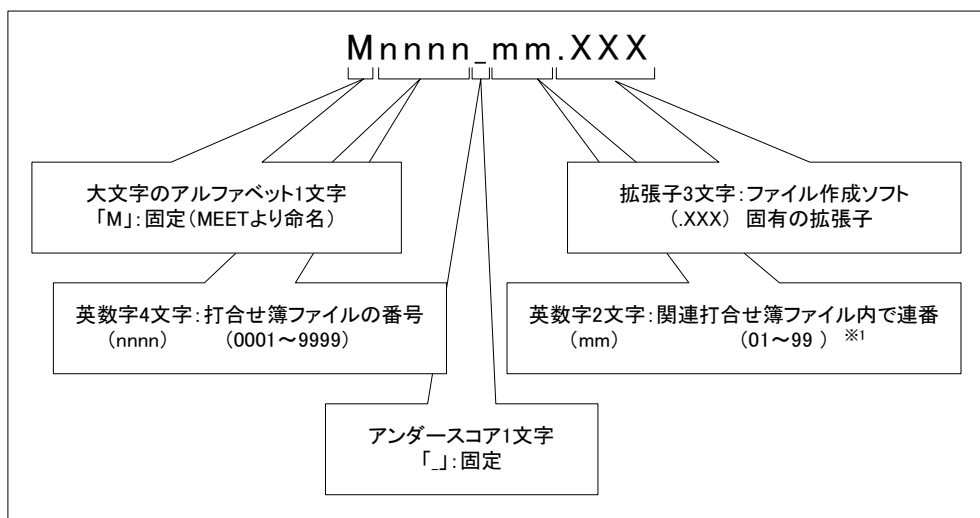 Mnnnn_mm.XXX
大文字のアルファベット1文字
「M」:固定(MEETより命名)
拡張子3文字:ファイル作成ソフト
(.XXX) 固有の拡張子
英数字4文字:打合せ簿ファイルの番号
(nnnn) (0001～9999)
英数字2文字:関連打合せ簿ファイル内で連番
(mm) (01～99 ) ※1
アンダースコア1文字
「_」:固定